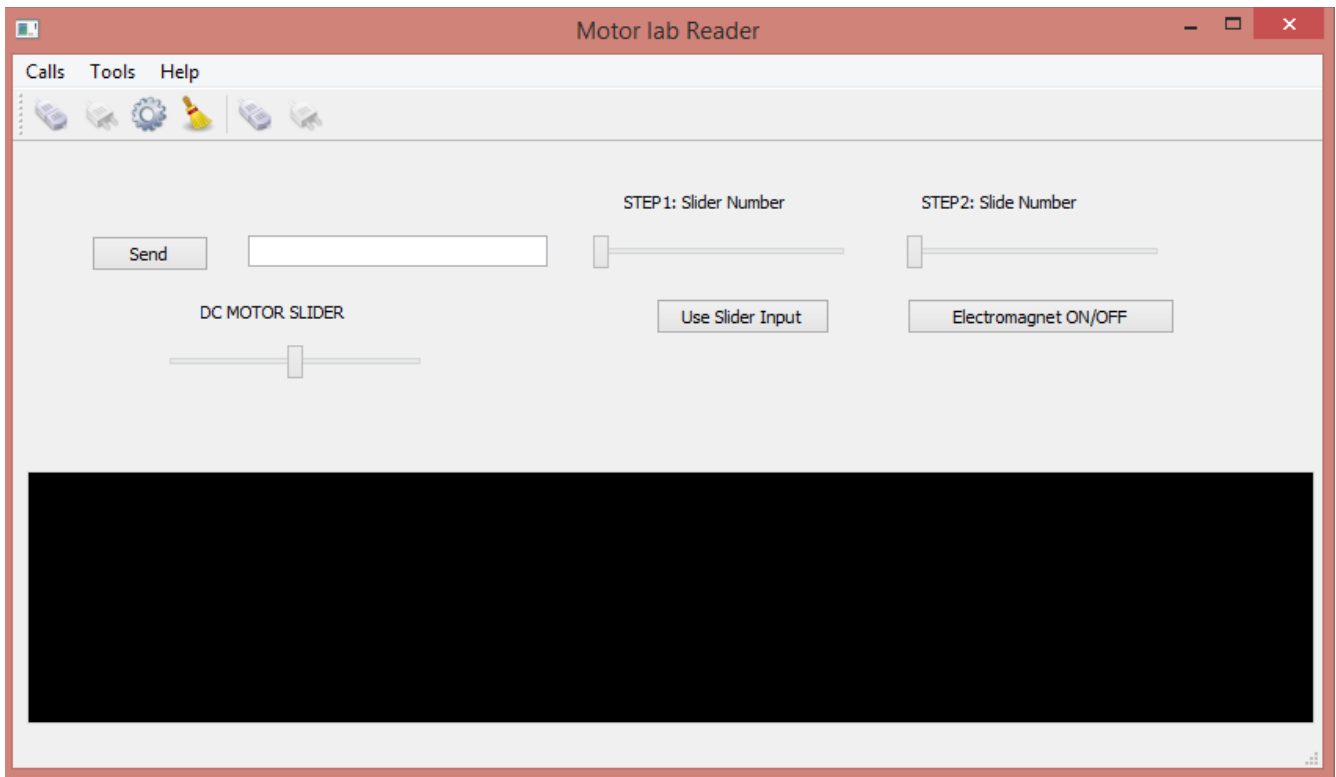 Motor lab Reader
Calls Tools Help
STEP1: Slider Number STEP2: Slide Number
Send
DC MOTOR SLIDER Use Slider Input Electromagnet ON/OFF